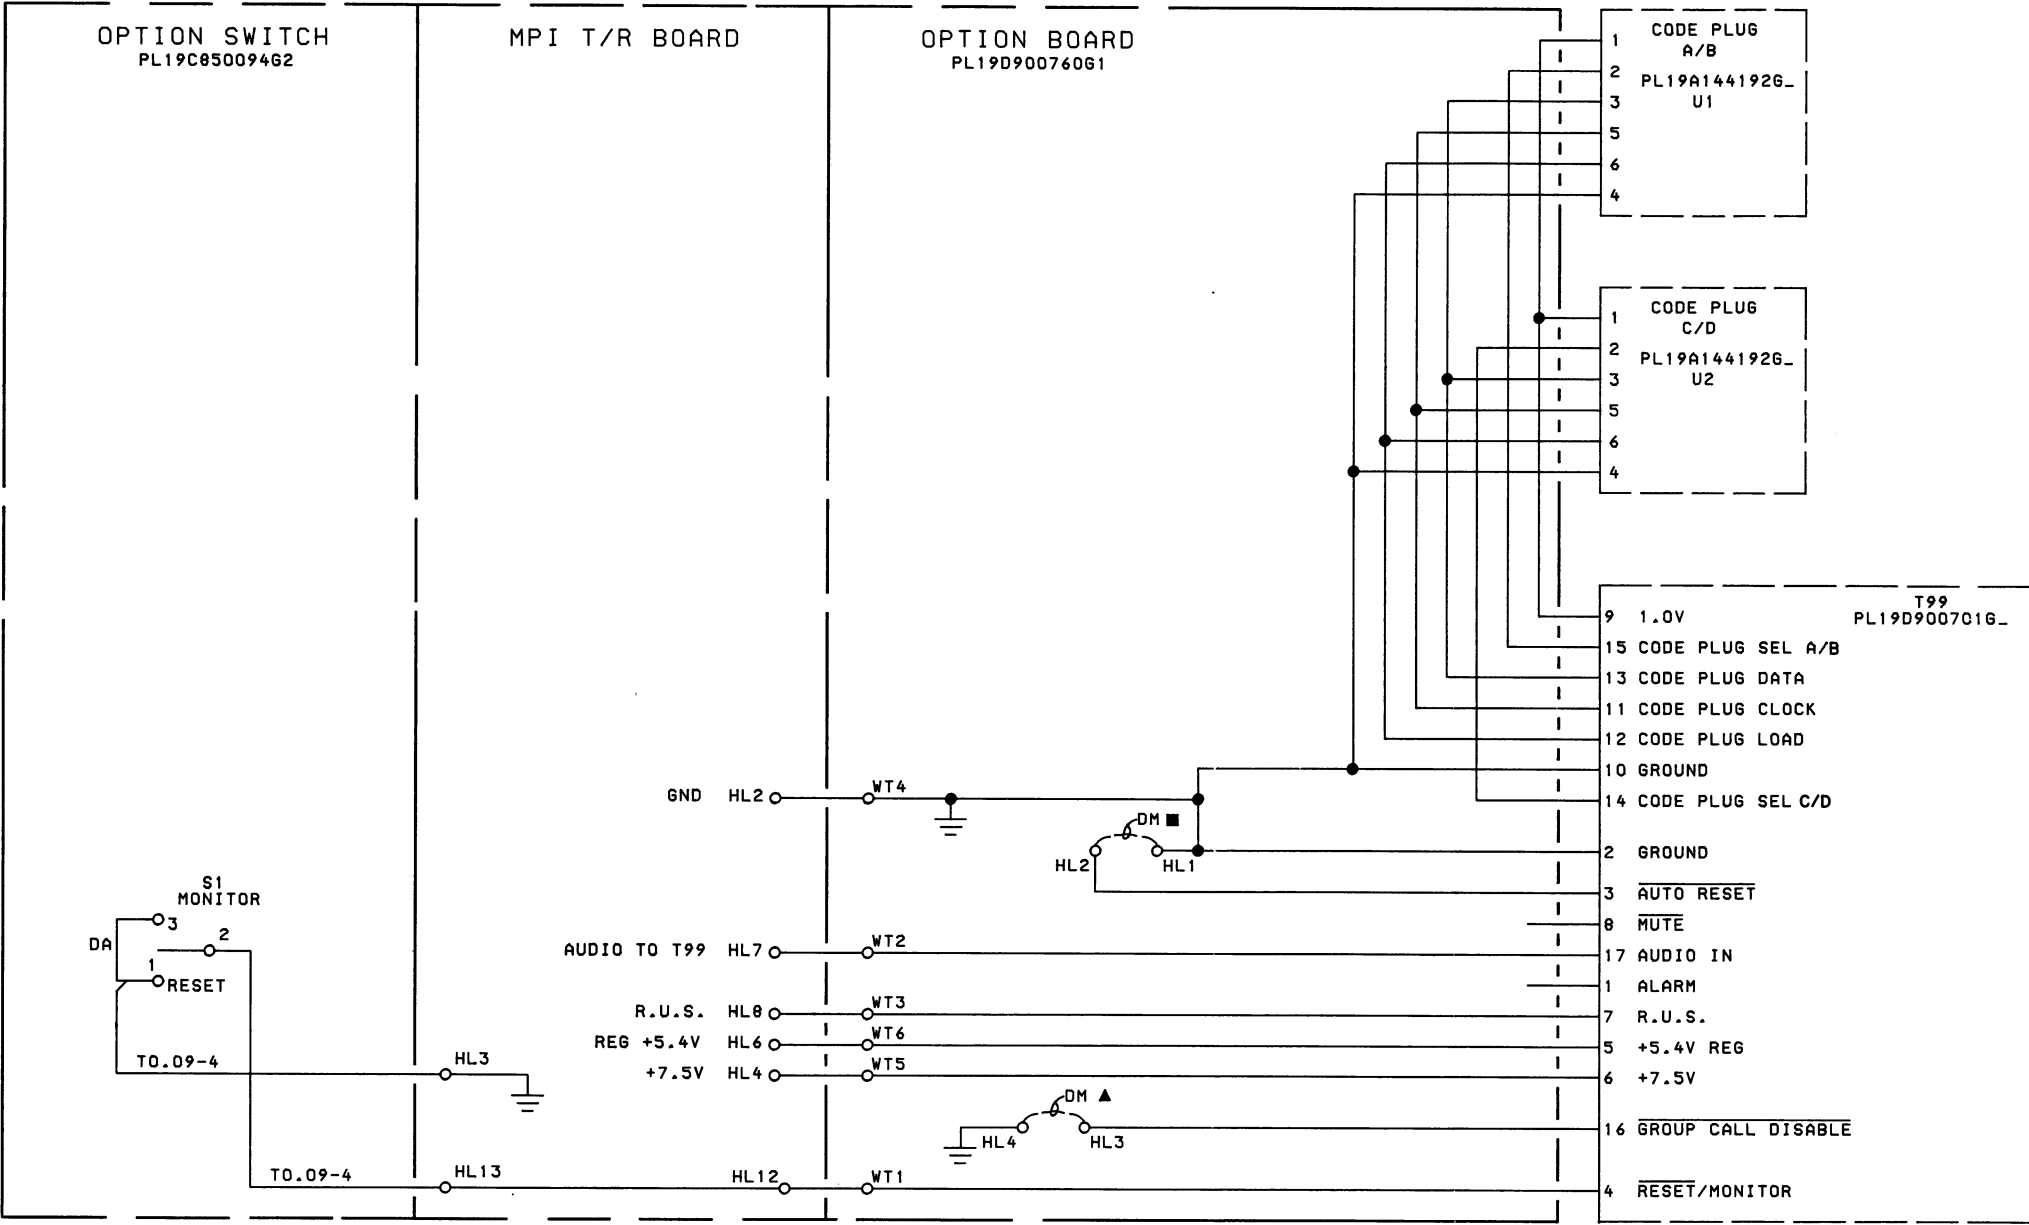 OPTION SWITCH
PL19C850094G2
MPI T/R BOARD
OPTION BOARD
PL19D900760G1
1 CODE PLUG
A/B
2
PL19A144192G_
3 U1
5
6
4
1 CODE PLUG
C/D
2
PL19A144192G_
3 U2
5
6
4
T99
PL19D900701G_
9 1.0V
15 CODE PLUG SEL A/B
13 CODE PLUG DATA
11 CODE PLUG CLOCK
12 CODE PLUG LOAD
10 GROUND
14 CODE PLUG SEL C/D
2 GROUND
3 AUTO RESET
8 MUTE
17 AUDIO IN
1 ALARM
7 R.U.S.
5 +5.4V REG
6 +7.5V
16 GROUP CALL DISABLE
4 RESET/MONITOR
GND HL2 WT4
DM ■
HL2 HL1
AUDIO TO T99 HL7 WT2
R.U.S. HL8 WT3
REG +5.4V HL6 WT6
+7.5V HL4 WT5
DM ▲
HL4 HL3
HL12 WT1
S1
MONITOR
3
DA 2
1
RESET
TO.09-4 HL3
TO.09-4 HL13